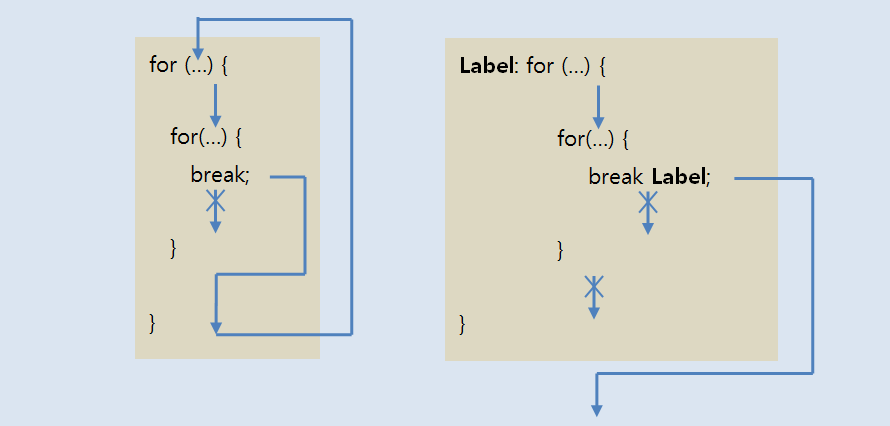 for (...) {
for(...) {
break;
}
}
Label: for (...) {
for(...) {
break Label;
}
}